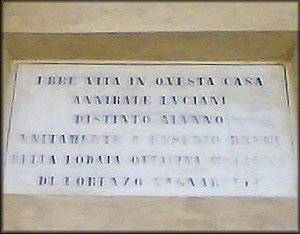 EBBE VITA IN QVESTA CASA
ANNIBALE LVCIANI
DISTINTO ALVNNO
VNITAMENTE A EVSEBIO
DELLA LODATA OFFICINA
DI LORENZO